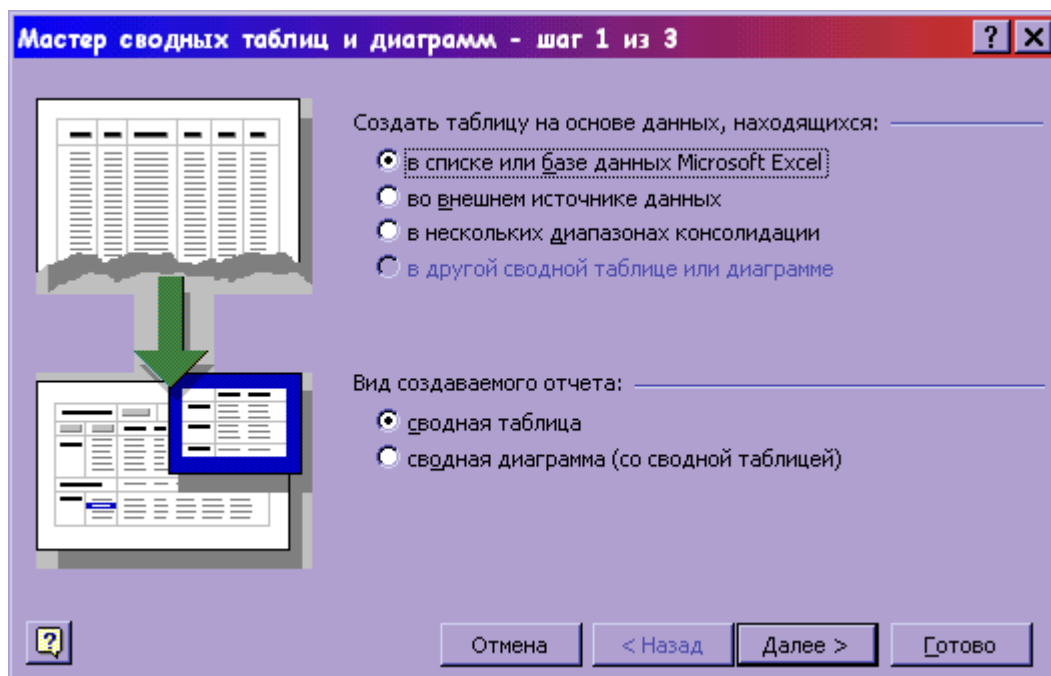 Мастер сводных таблиц и диаграмм - шаг 1 из 3
Создать таблицу на основе данных, находящихся:
в списке или базе данных Microsoft Excel
во внешнем источнике данных
в нескольких диапазонах консолидации
в другой сводной таблице или диаграмме
Вид создаваемого отчета:
сводная таблица
сводная диаграмма (со сводной таблицей)
Отмена
< Назад
Далее >
Готово